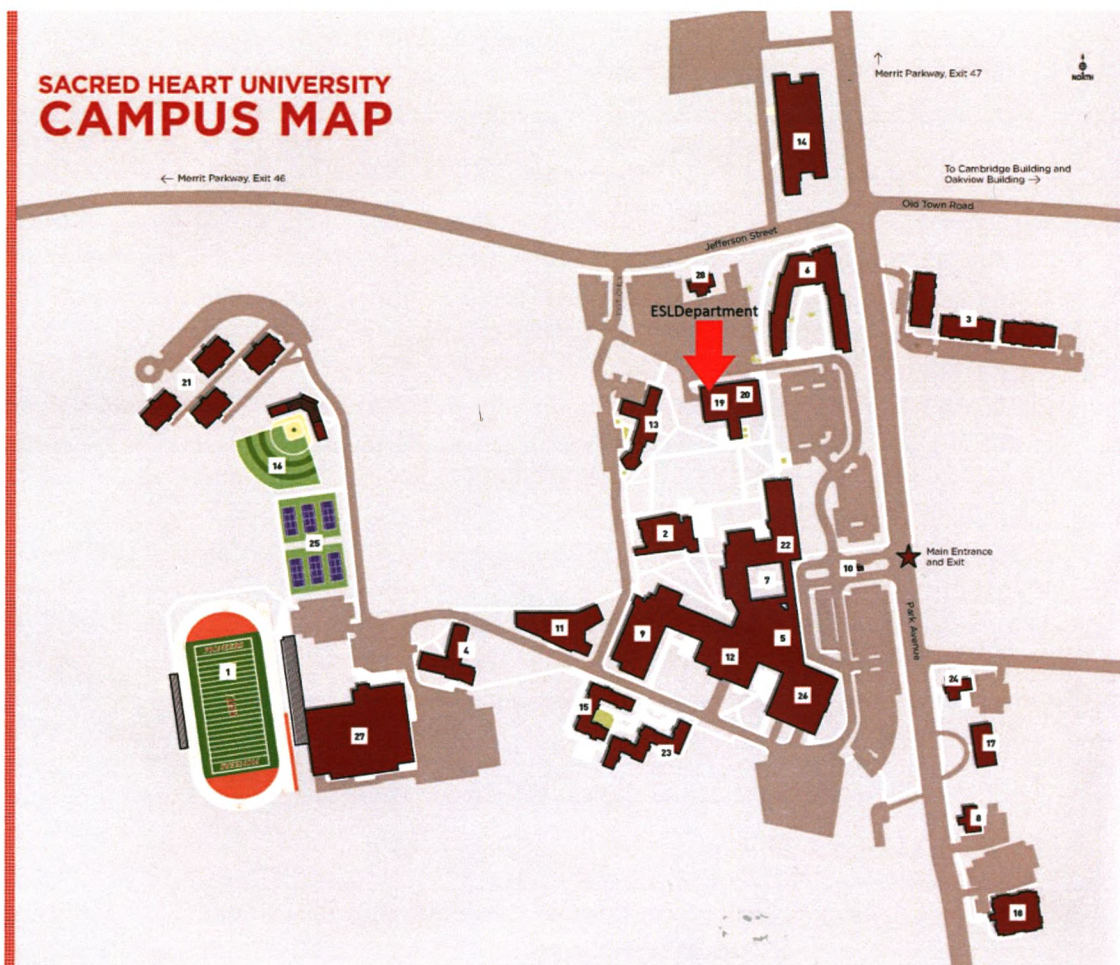 SACRED HEART UNIVERSITY
CAMPUS MAP
Merrit Parkway, Exit 47
NORTH
← Merrit Parkway, Exit 46
To Cambridge Building and
Oakview Building →
Old Town Road
Jefferson Street
14
6
28
ESLDepartment
3
21
20
19
13
16
2
25
22
10
Main Entrance
and Exit
7
Park Avenue
11
9
5
4
12
1
24
26
15
27
17
23
8
18